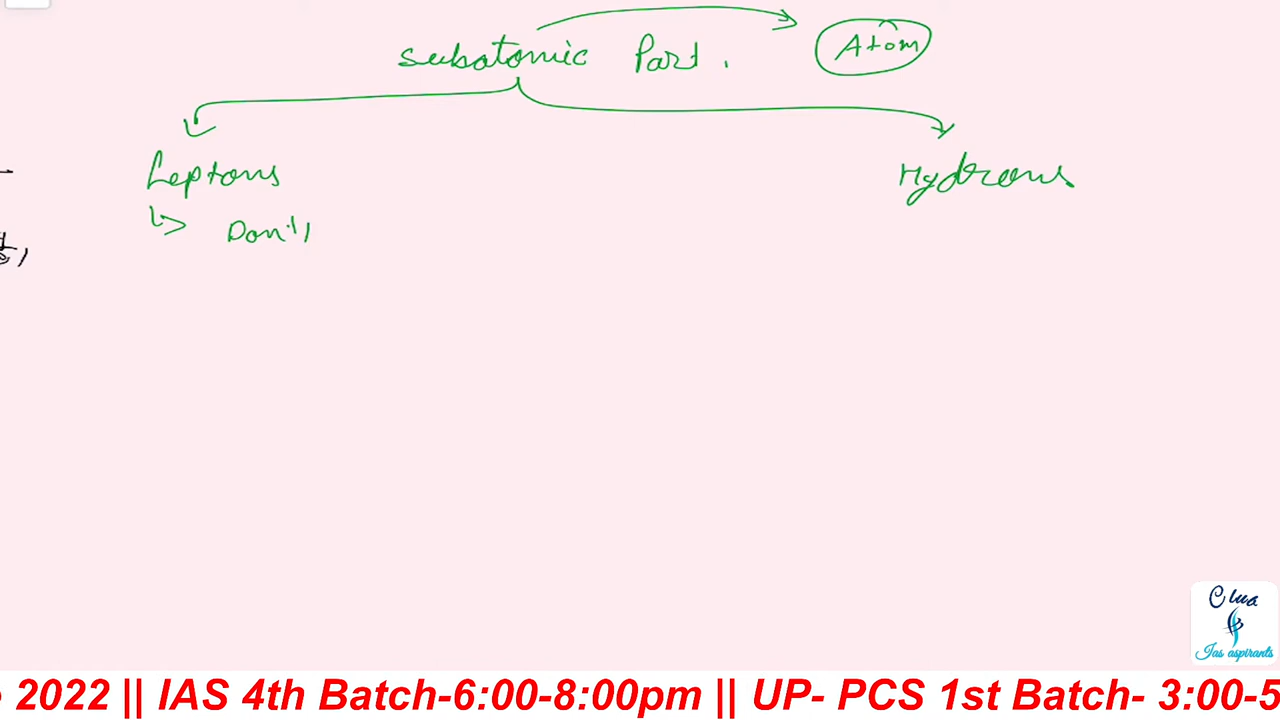 subatomic Part. Atom
Leptons Hydrons
Don't
Clua
Ias aspirants
2022 || IAS 4th Batch-6:00-8:00pm || UP- PCS 1st Batch- 3:00-5